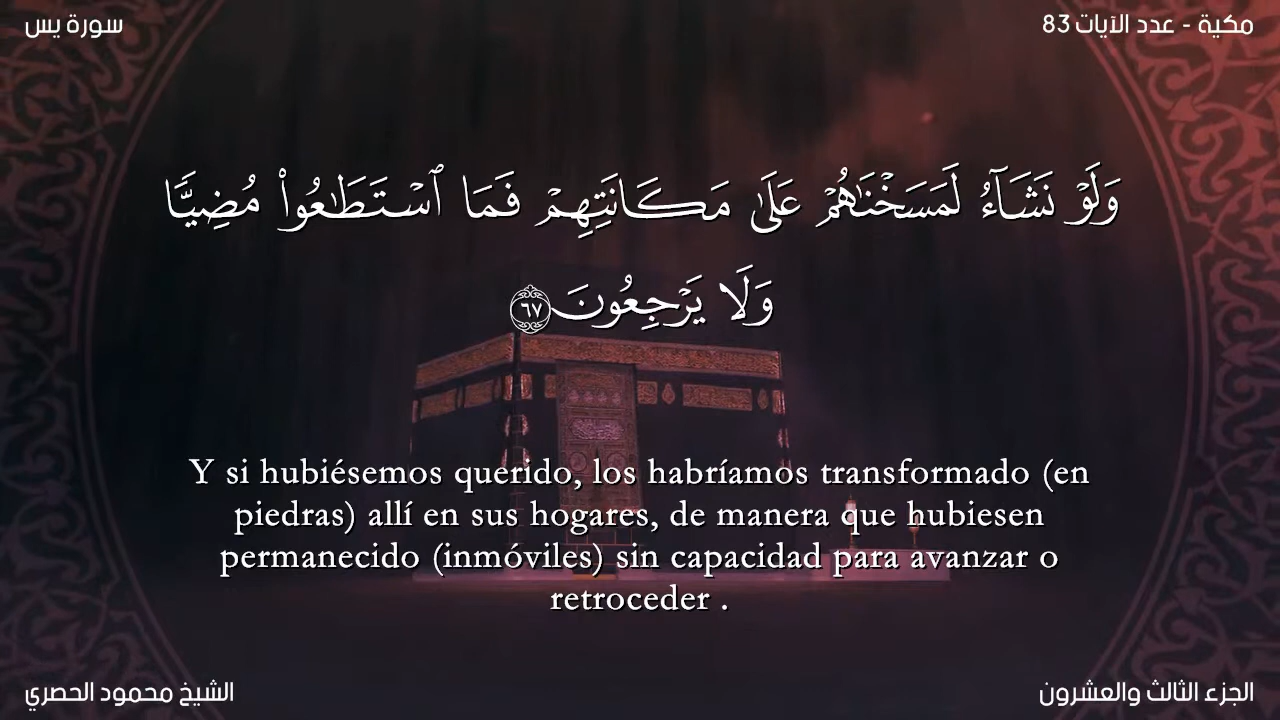 سورة يس
مكية - عدد الآيات 83
وَلَوْ نَشَآءُ لَمَسَخْنَٰهُمْ عَلَىٰ مَكَانَتِهِمْ فَمَا ٱسْتَطَٰعُوا۟ مُضِيًّا
وَلَا يَرْجِعُونَ ٦٧
Y si hubiésemos querido, los habríamos transformado (en
piedras) allí en sus hogares, de manera que hubiesen
permanecido (inmóviles) sin capacidad para avanzar o
retroceder .
الشيخ محمود الحصري
الجزء الثالث والعشرون